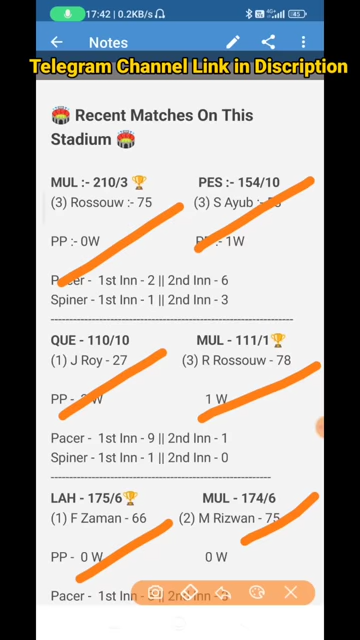 17:42 | 0.2KB/s
Notes
Telegram Channel Link in Discription
🏟 Recent Matches On This
Stadium 🏟
MUL :- 210/3 🏆 PES :- 154/10
(3) Rossouw :- 75 (3) S Ayub :-
PP :- 0W PP :- 1W
Pacer - 1st Inn - 2 || 2nd Inn - 6
Spiner - 1st Inn - 1 || 2nd Inn - 3
QUE - 110/10 MUL - 111/1🏆
(1) J Roy - 27 (3) R Rossouw - 78
PP - W 1 W
Pacer - 1st Inn - 9 || 2nd Inn - 1
Spiner - 1st Inn - 1 || 2nd Inn - 0
LAH - 175/6🏆 MUL - 174/6
(1) F Zaman - 66 (2) M Rizwan - 75
PP - 0 W 0 W
Pacer - 1st Inn - || 2nd Inn -